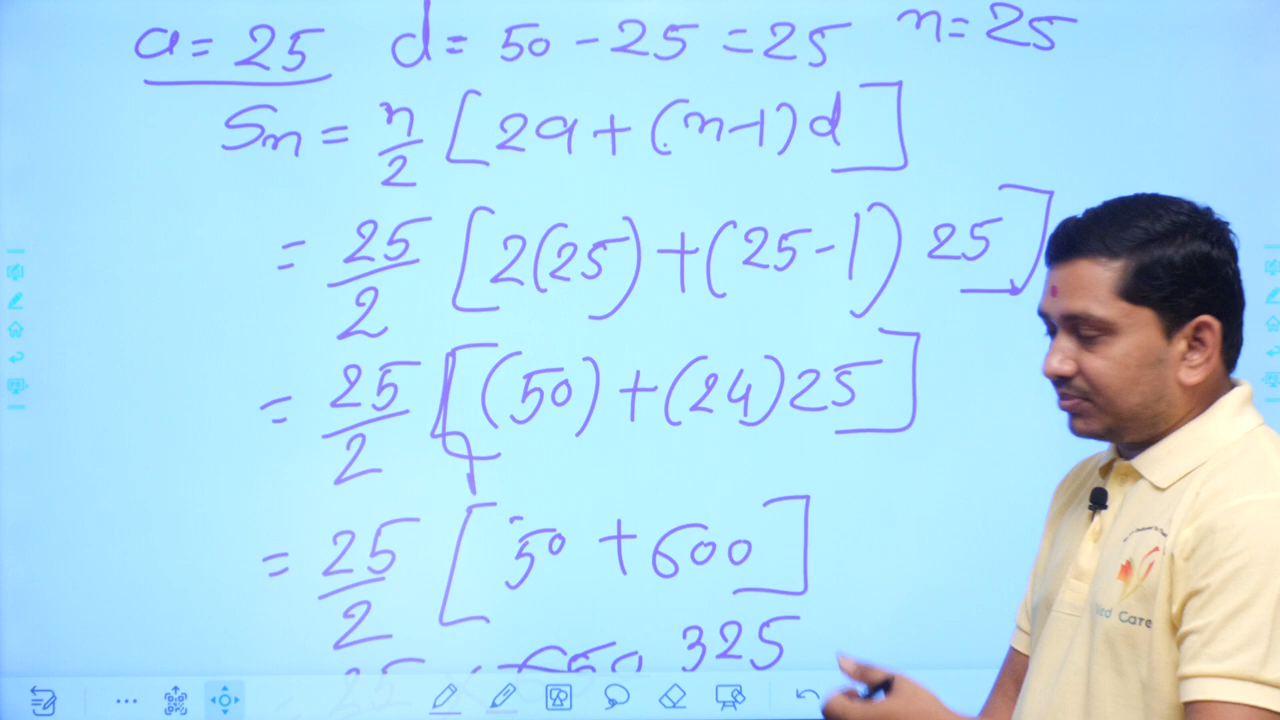 a = 25 d = 50 - 25 = 25 n = 25
Sn = n/2 [2a + (n-1) d]
= 25/2 [2(25) + (25-1) 25]
= 25/2 [(50) + (24) 25]
= 25/2 [50 + 600]
325
Care